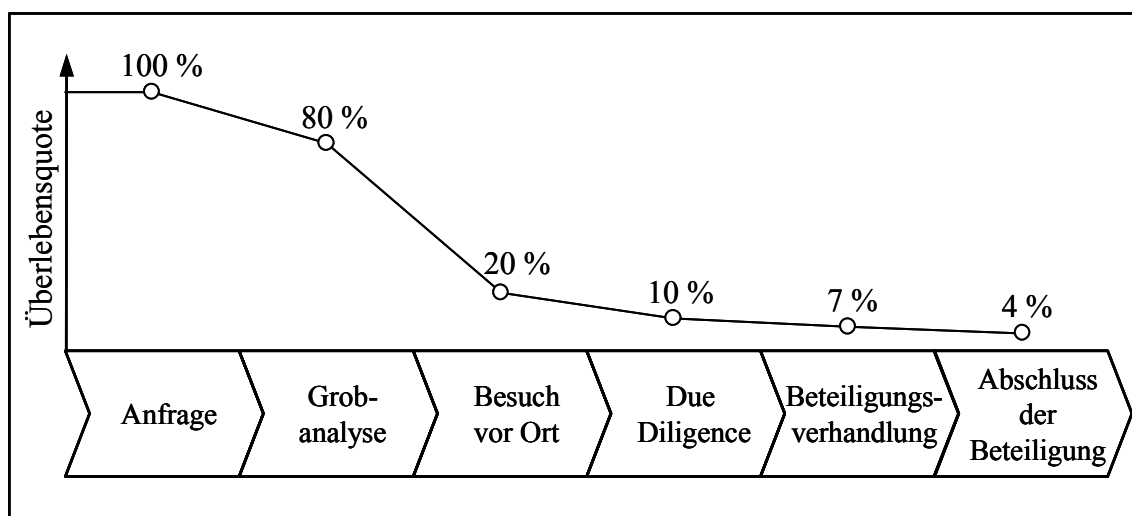 Überlebensquote
100 %
80 %
20 %
10 %
7 %
4 %
Anfrage
Grob-
analyse
Besuch
vor Ort
Due
Diligence
Beteiligungs-
verhandlung
Abschluss
der
Beteiligung